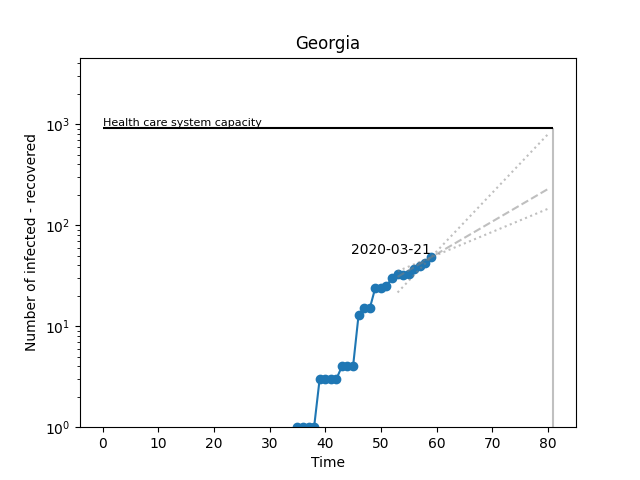 Georgia
Number of infected - recovered
10³
10²
10¹
10⁰
Health care system capacity
2020-03-21
0 10 20 30 40 50 60 70 80
Time